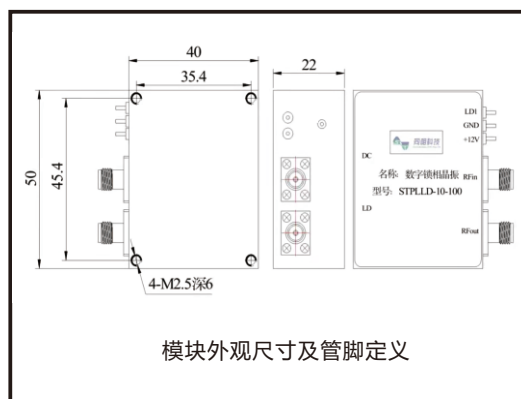 40
35.4
22
50
45.4
4-M2.5深6
LD1
GND
+12V
DC
名称: 数字锁相晶振
RFin
型号: STPLLD-10-100
LD
RFout
模块外观尺寸及管脚定义